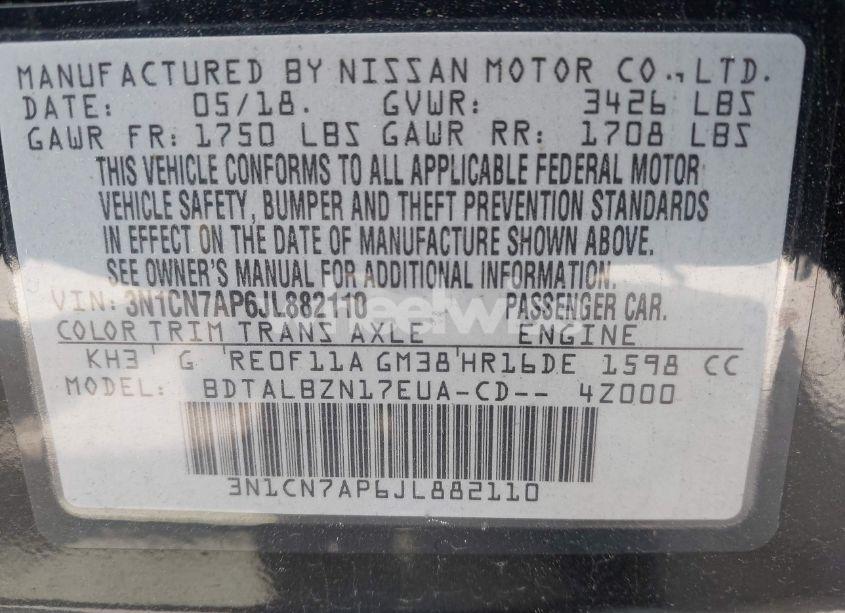 MANUFACTURED BY NISSAN MOTOR CO., LTD.
DATE: 05/18. GVWR: 3426 LBS
GAWR FR: 1750 LBS GAWR RR: 1708 LBS
THIS VEHICLE CONFORMS TO ALL APPLICABLE FEDERAL MOTOR
VEHICLE SAFETY, BUMPER AND THEFT PREVENTION STANDARDS
IN EFFECT ON THE DATE OF MANUFACTURE SHOWN ABOVE.
SEE OWNER'S MANUAL FOR ADDITIONAL INFORMATION.
VIN: 3N1CN7AP6JL882110 PASSENGER CAR.
COLOR TRIM TRANS AXLE ENGINE
KH3 G RE0F11A GM38 HR16DE 1598 CC
MODEL: BDTALBZN17EUA-CD-- 4Z000
3N1CN7AP6JL882110